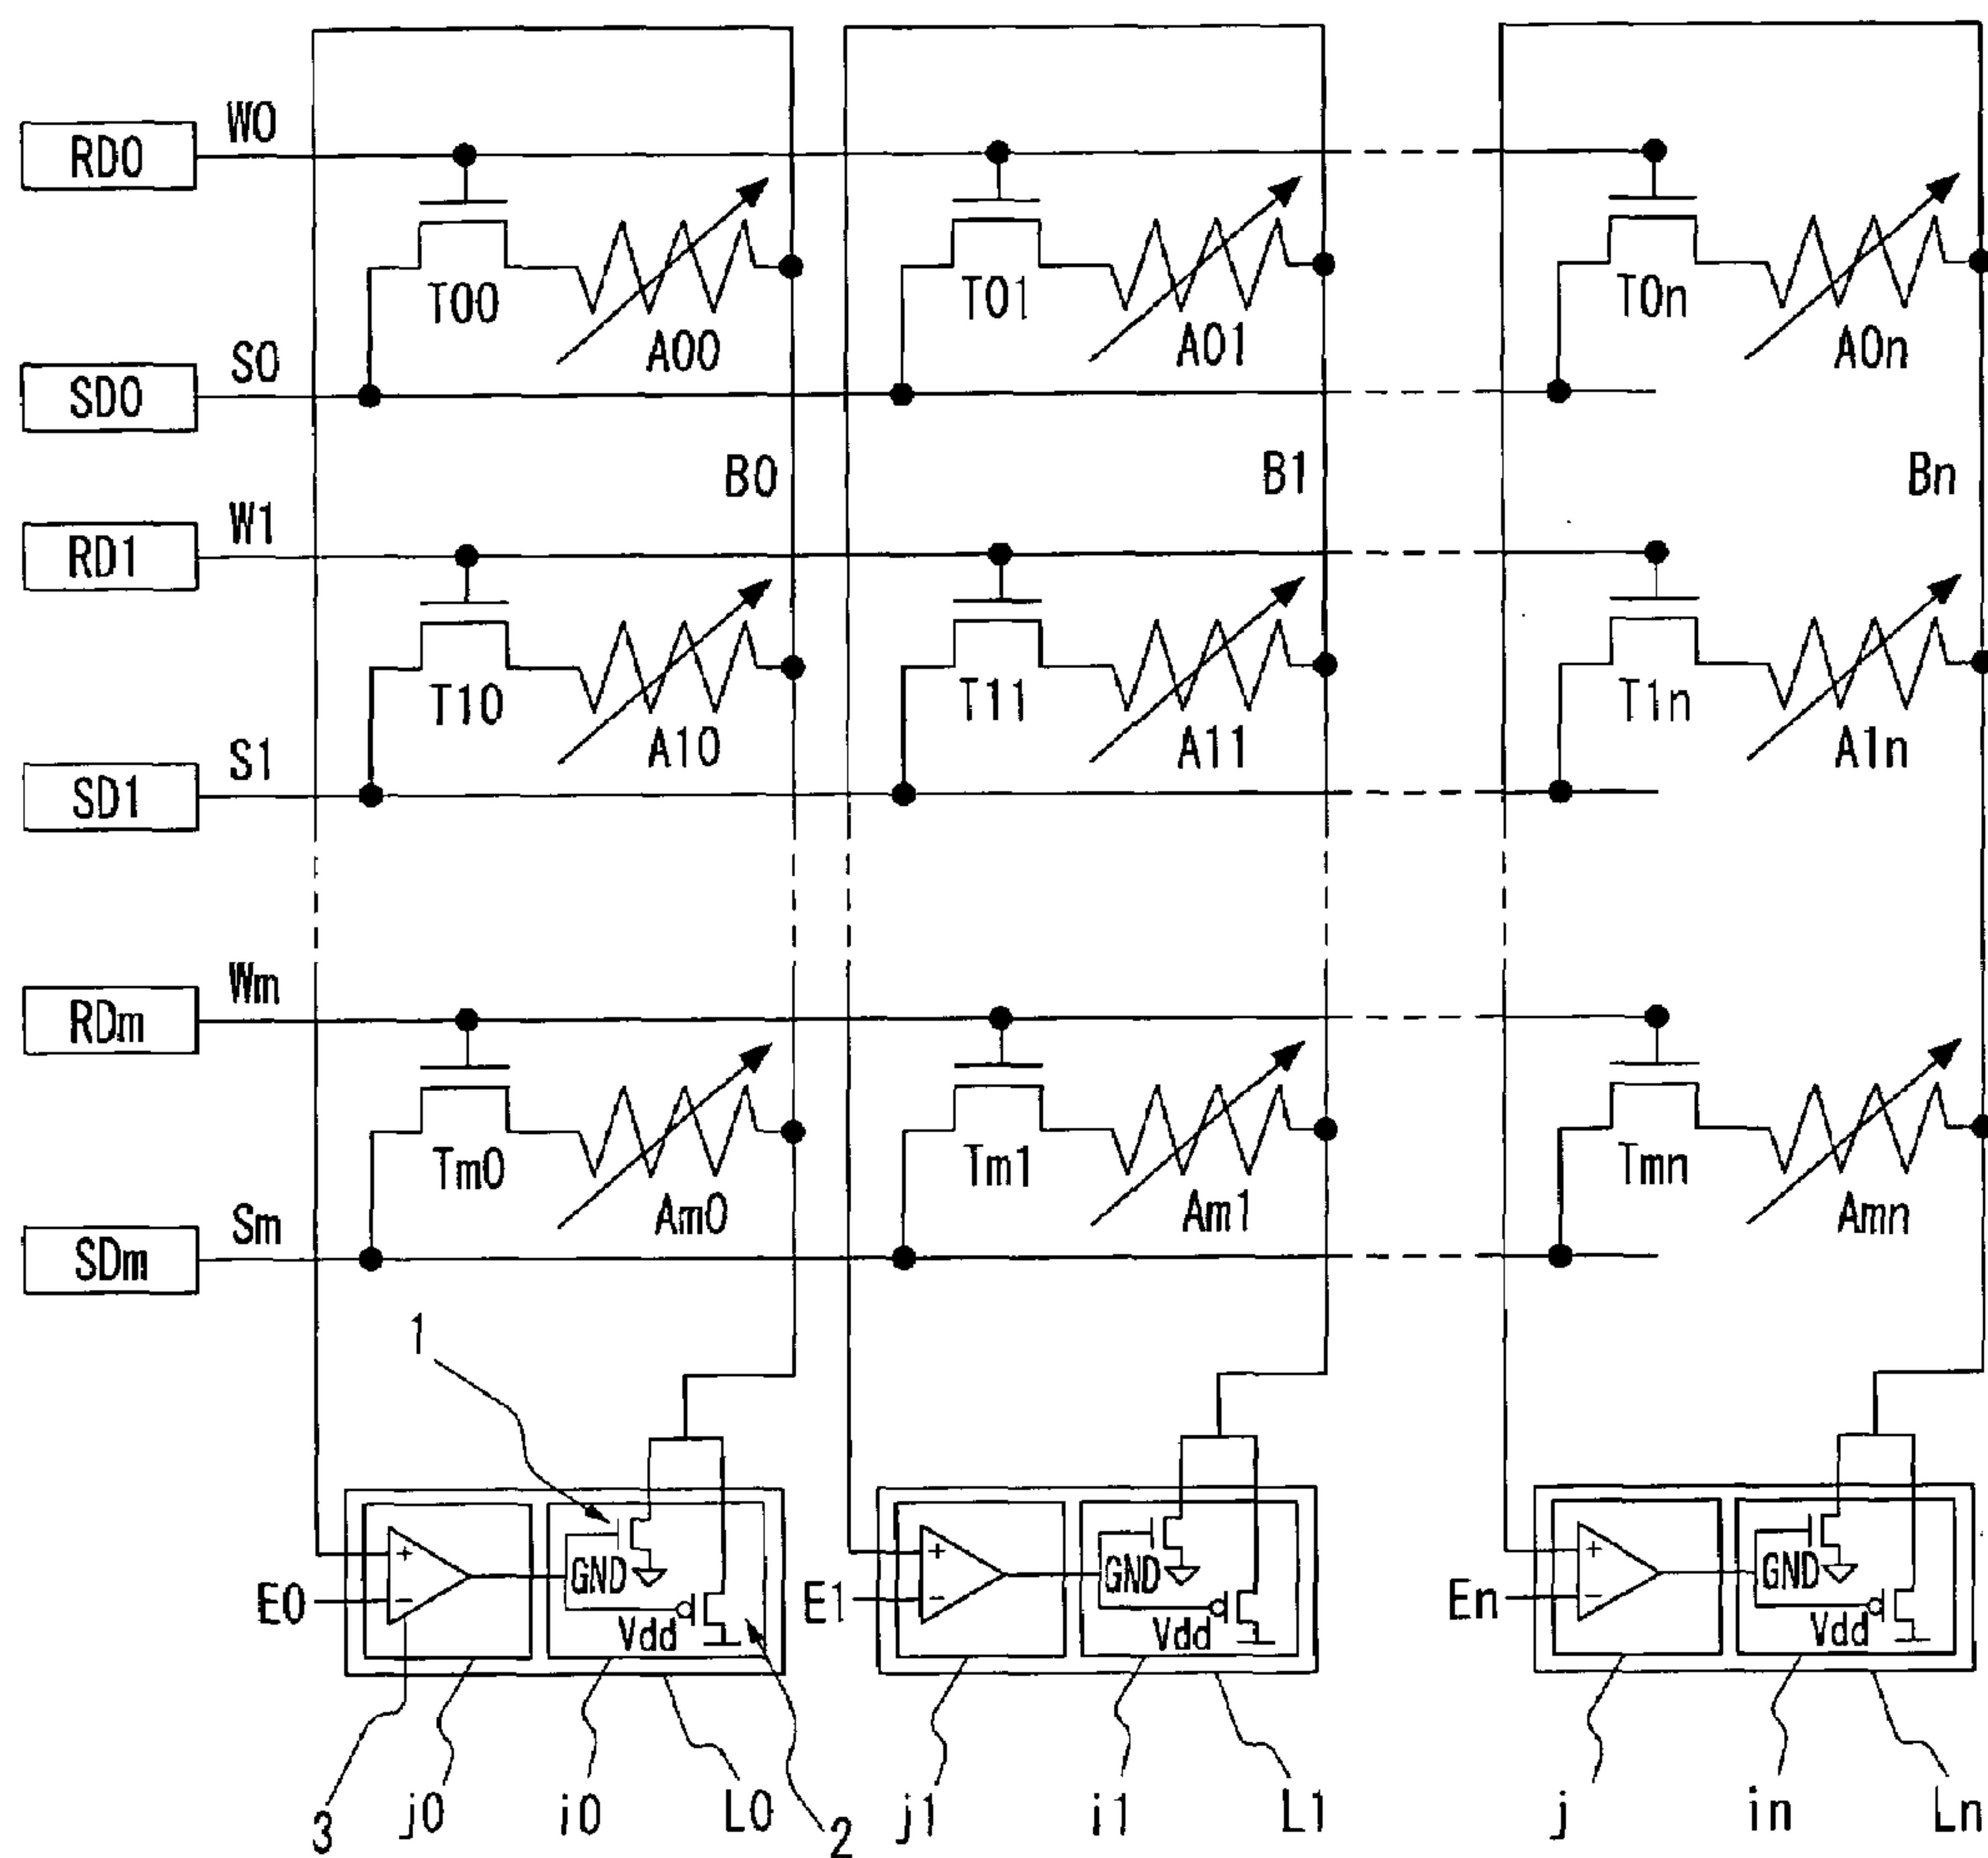 W0
RD0
T00 T01 T0n
A00 A01 A0n
S0
SD0
B0 B1 Bn
W1
RD1
T10 T11 T1n
A10 A11 A1n
S1
SD1
Wm
RDm
Tm0 Tm1 Tmn
Am0 Am1 Amn
Sm
SDm
1
+ + +
GND GND GND
E0 − E1 − En −
Vdd Vdd Vdd
3 j0 i0 L0 2 j1 i1 L1 j in Ln